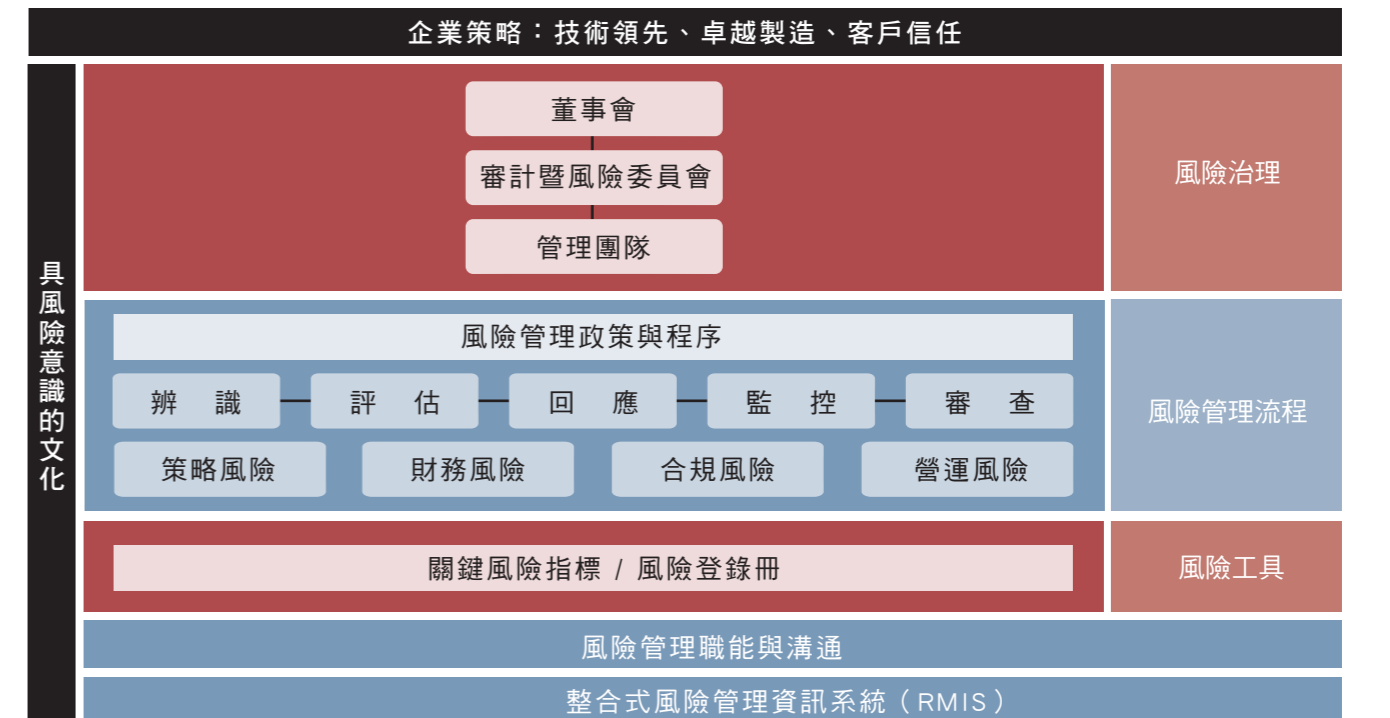 企業策略：技術領先、卓越製造、客戶信任
具風險意識的文化
董事會
審計暨風險委員會
管理團隊
風險治理
風險管理政策與程序
辨 識 評 估 回 應 監 控 審 查
策略風險 財務風險 合規風險 營運風險
風險管理流程
關鍵風險指標 / 風險登錄冊
風險工具
風險管理職能與溝通
整合式風險管理資訊系統（RMIS）